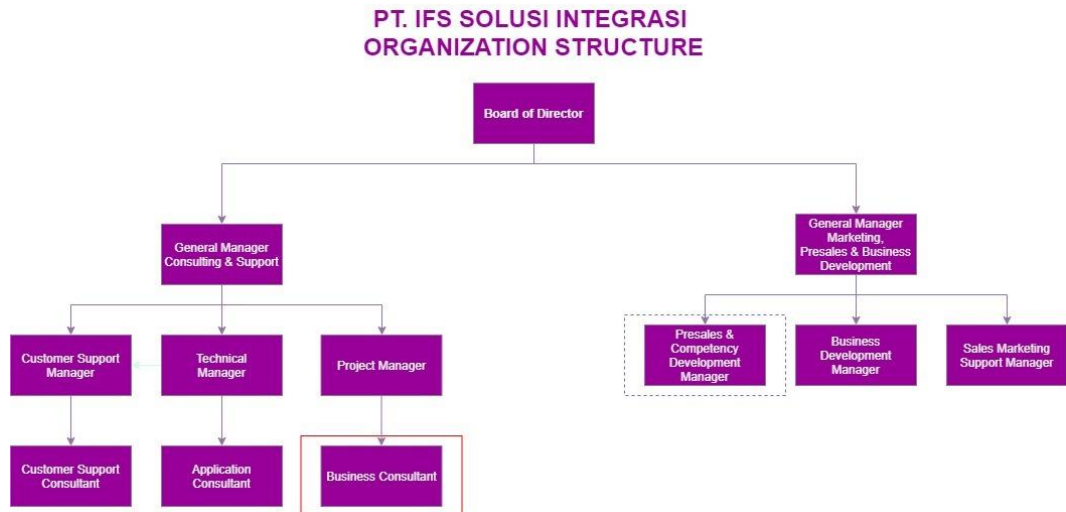 PT. IFS SOLUSI INTEGRASI
ORGANIZATION STRUCTURE
Board of Director
General Manager
Consulting & Support
General Manager
Marketing,
Presales & Business
Development
Customer Support
Manager
Technical
Manager
Project Manager
Presales &
Competency
Development
Manager
Business
Development
Manager
Sales Marketing
Support Manager
Customer Support
Consultant
Application
Consultant
Business Consultant